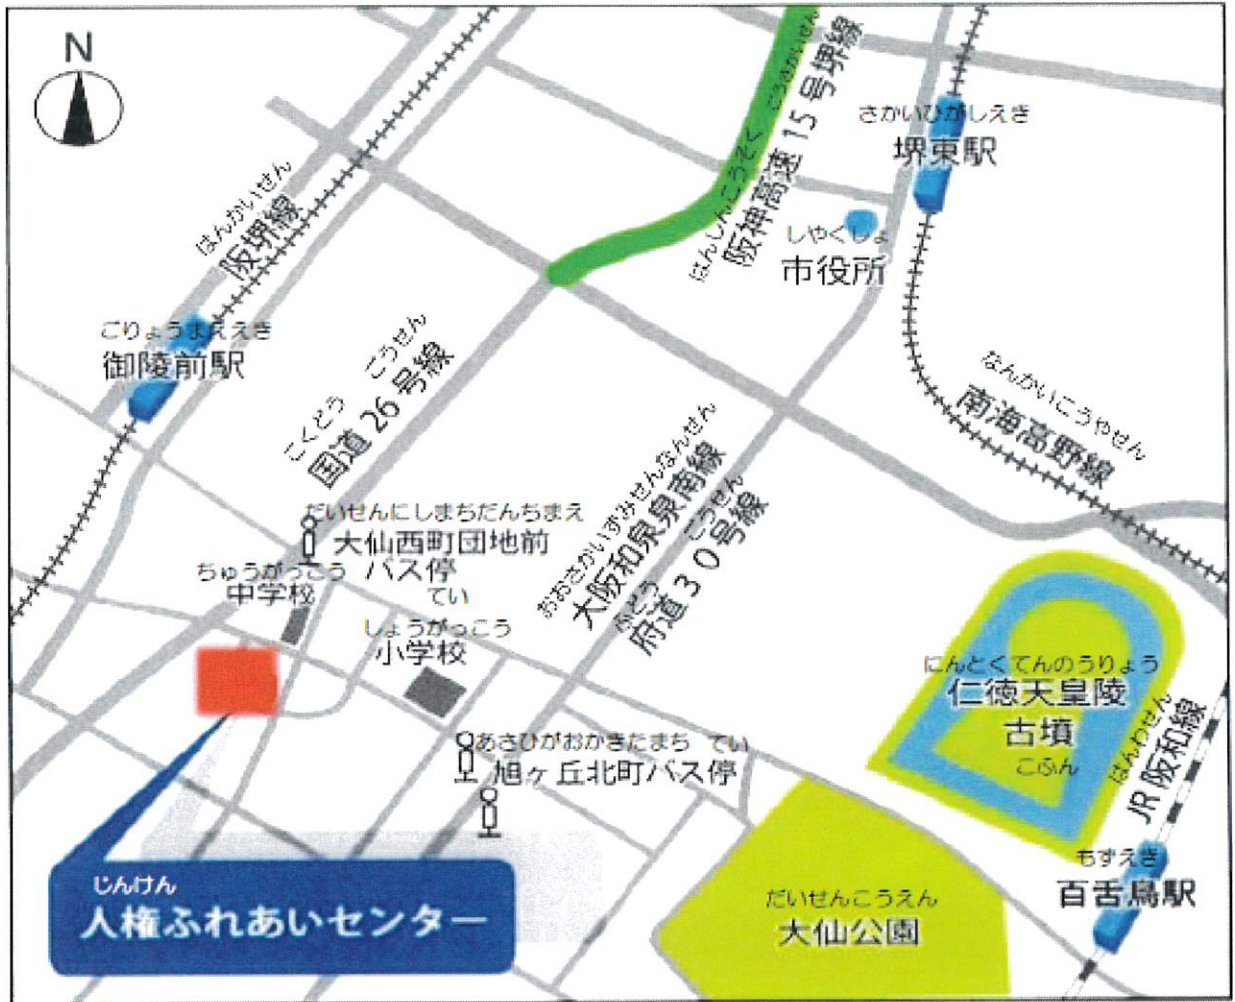 N
はんしんこうそく ごうさかいせん
阪神高速 15 号堺線
さかいひがしえき
堺東駅
はんかいせん
阪堺線
しやくしょ
市役所
ごりょうまええき
御陵前駅
こくどう ごうせん
国道 26 号線
なんかいこうやせん
南海高野線
おおさかいずみせんなんせん
大阪和泉泉南線
ふどう ごうせん
府道３０号線
だいせんにしまちだんちまえ
大仙西町団地前
バス停
てい
ちゅうがっこう
中学校
しょうがっこう
小学校
にんとくてんのうりょう
仁徳天皇陵
古墳
こふん
はんわせん
JR 阪和線
あさひがおかきたまち てい
旭ヶ丘北町バス停
もずえき
百舌鳥駅
だいせんこうえん
大仙公園
じんけん
人権ふれあいセンター